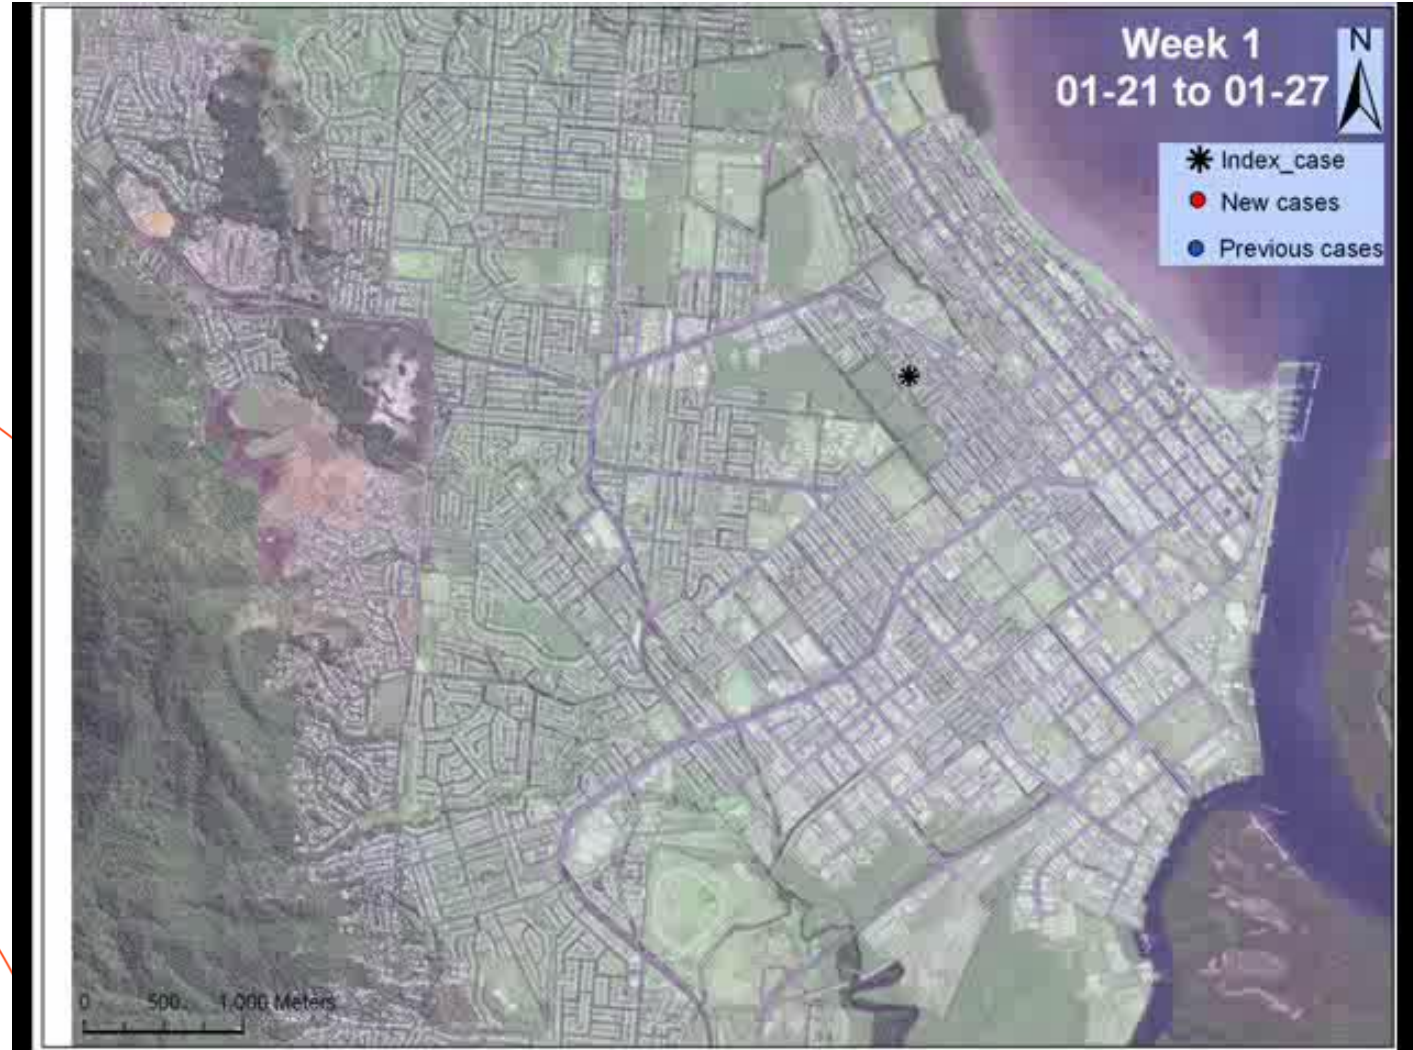 Week 1
01-21 to 01-27
N
Index_case
New cases
Previous cases
0 500 1.000 Meters